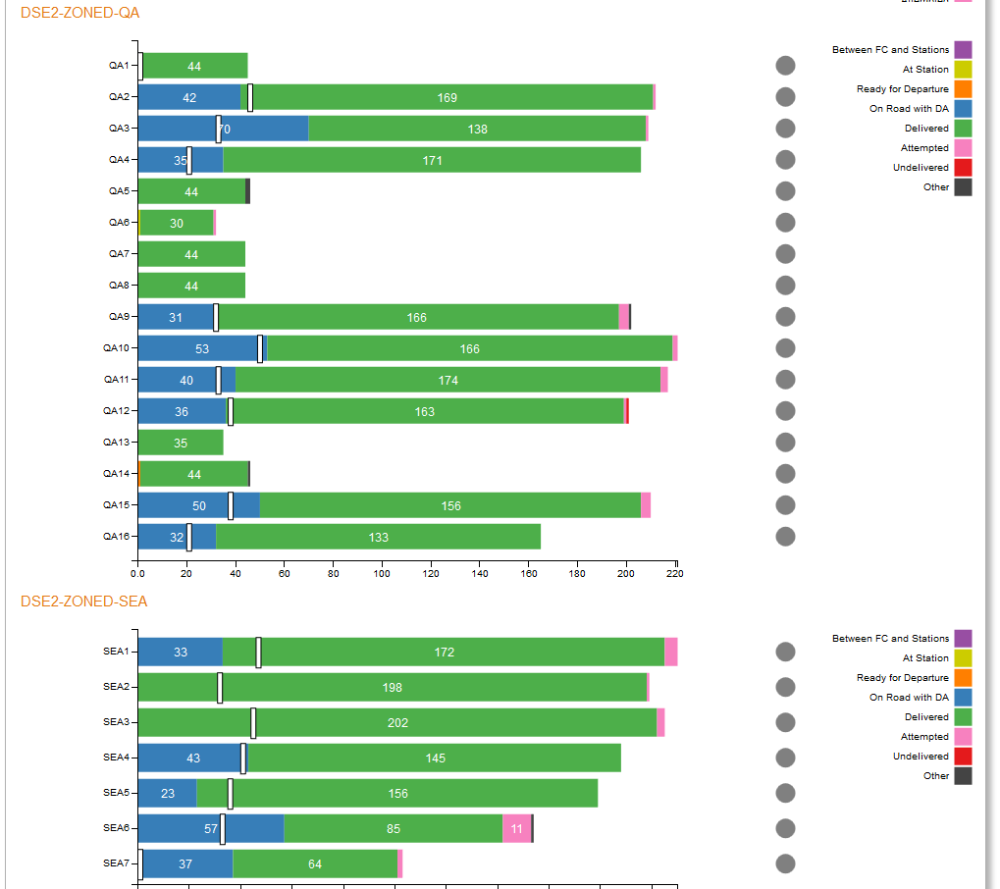 DSE2-ZONED-QA
Between FC and Stations
At Station
Ready for Departure
On Road with DA
Delivered
Attempted
Undelivered
Other
QA1 44
QA2 42 169
QA3 70 138
QA4 35 171
QA5 44
QA6 30
QA7 44
QA8 44
QA9 31 166
QA10 53 166
QA11 40 174
QA12 36 163
QA13 35
QA14 44
QA15 50 156
QA16 32 133
0.0 20 40 60 80 100 120 140 160 180 200 220
DSE2-ZONED-SEA
Between FC and Stations
At Station
Ready for Departure
On Road with DA
Delivered
Attempted
Undelivered
Other
SEA1 33 172
SEA2 198
SEA3 202
SEA4 43 145
SEA5 23 156
SEA6 57 85 11
SEA7 37 64